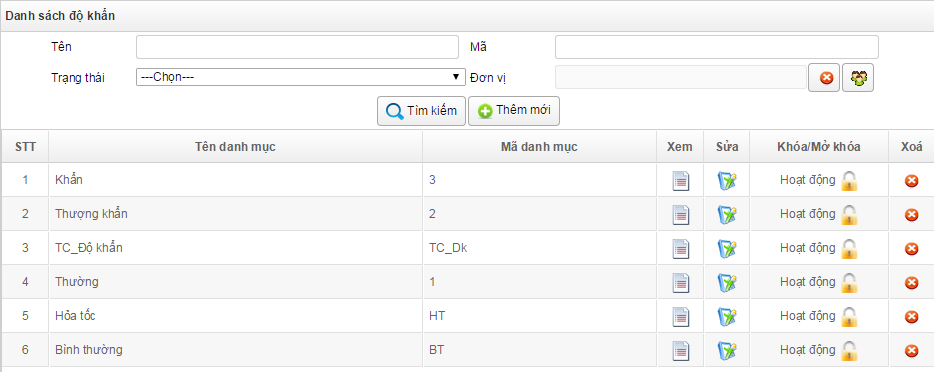 Danh sách độ khẩn
Tên Mã
Trạng thái ---Chọn--- Đơn vị
Tìm kiếm Thêm mới
STT Tên danh mục Mã danh mục Xem Sửa Khóa/Mở khóa Xoá
1 Khẩn 3 Hoạt động
2 Thượng khẩn 2 Hoạt động
3 TC_Độ khẩn TC_Dk Hoạt động
4 Thường 1 Hoạt động
5 Hỏa tốc HT Hoạt động
6 Bình thường BT Hoạt động